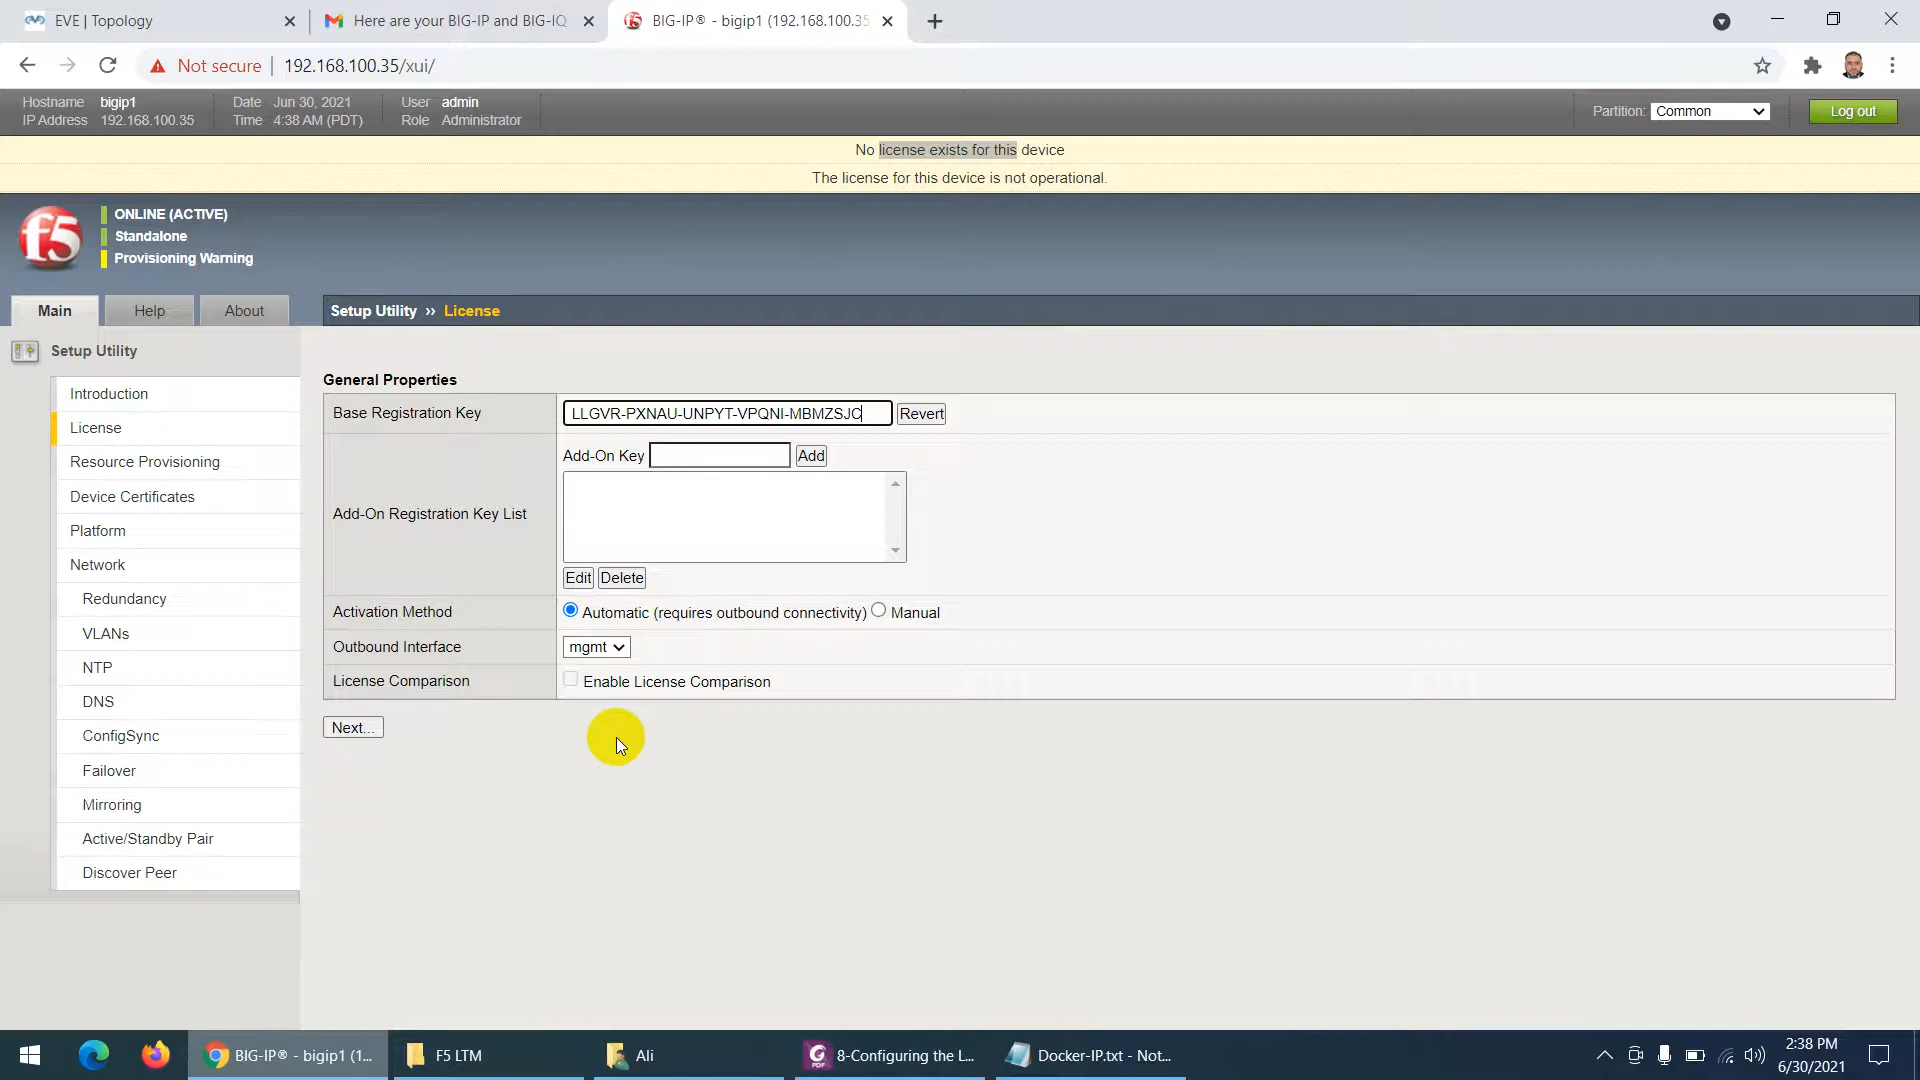 EVE | Topology
Here are your BIG-IP and BIG-IQ
BIG-IP® - bigip1 (192.168.100.35
Not secure | 192.168.100.35/xui/
Hostname bigip1
IP Address 192.168.100.35
Date Jun 30, 2021
Time 4:38 AM (PDT)
User admin
Role Administrator
Partition: Common
Log out
No license exists for this device
The license for this device is not operational.
f5
ONLINE (ACTIVE)
Standalone
Provisioning Warning
Main
Help
About
Setup Utility ›› License
Setup Utility
Introduction
License
Resource Provisioning
Device Certificates
Platform
Network
Redundancy
VLANs
NTP
DNS
ConfigSync
Failover
Mirroring
Active/Standby Pair
Discover Peer
General Properties
Base Registration Key LLGVR-PXNAU-UNPYT-VPQNI-MBMZSJC Revert
Add-On Key Add
Add-On Registration Key List
Edit Delete
Activation Method Automatic (requires outbound connectivity) Manual
Outbound Interface mgmt
License Comparison Enable License Comparison
Next...
BIG-IP® - bigip1 (1...
F5 LTM
Ali
8-Configuring the L...
Docker-IP.txt - Not...
2:38 PM
6/30/2021